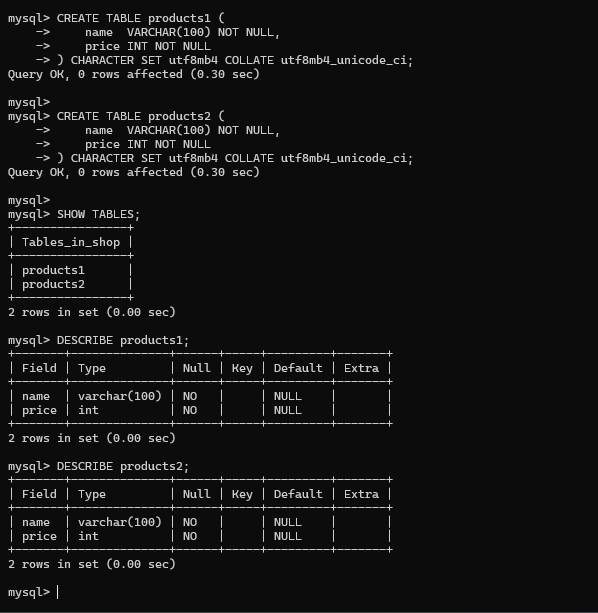 mysql> CREATE TABLE products1 (
    ->     name  VARCHAR(100) NOT NULL,
    ->     price INT NOT NULL
    -> ) CHARACTER SET utf8mb4 COLLATE utf8mb4_unicode_ci;
Query OK, 0 rows affected (0.30 sec)

mysql>
mysql> CREATE TABLE products2 (
    ->     name  VARCHAR(100) NOT NULL,
    ->     price INT NOT NULL
    -> ) CHARACTER SET utf8mb4 COLLATE utf8mb4_unicode_ci;
Query OK, 0 rows affected (0.30 sec)

mysql>
mysql> SHOW TABLES;
+----------------+
| Tables_in_shop |
+----------------+
| products1      |
| products2      |
+----------------+
2 rows in set (0.00 sec)

mysql> DESCRIBE products1;
+-------+--------------+------+-----+---------+-------+
| Field | Type         | Null | Key | Default | Extra |
+-------+--------------+------+-----+---------+-------+
| name  | varchar(100) | NO   |     | NULL    |       |
| price | int          | NO   |     | NULL    |       |
+-------+--------------+------+-----+---------+-------+
2 rows in set (0.00 sec)

mysql> DESCRIBE products2;
+-------+--------------+------+-----+---------+-------+
| Field | Type         | Null | Key | Default | Extra |
+-------+--------------+------+-----+---------+-------+
| name  | varchar(100) | NO   |     | NULL    |       |
| price | int          | NO   |     | NULL    |       |
+-------+--------------+------+-----+---------+-------+
2 rows in set (0.00 sec)

mysql>